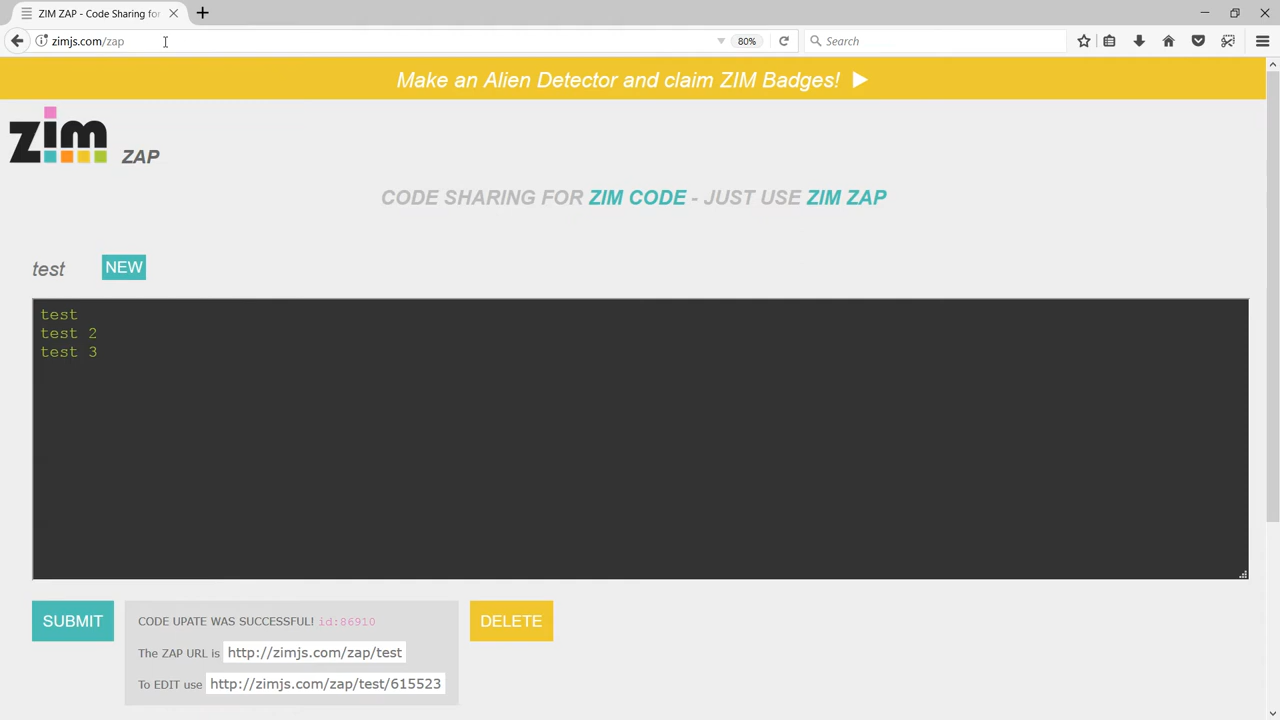 ZIM ZAP - Code Sharing for
zimjs.com/zap
80%
Search
Make an Alien Detector and claim ZIM Badges!
zim ZAP
CODE SHARING FOR ZIM CODE - JUST USE ZIM ZAP
test NEW
test
test 2
test 3
SUBMIT
CODE UPATE WAS SUCCESSFUL! id:86910
The ZAP URL is http://zimjs.com/zap/test
To EDIT use http://zimjs.com/zap/test/615523
DELETE